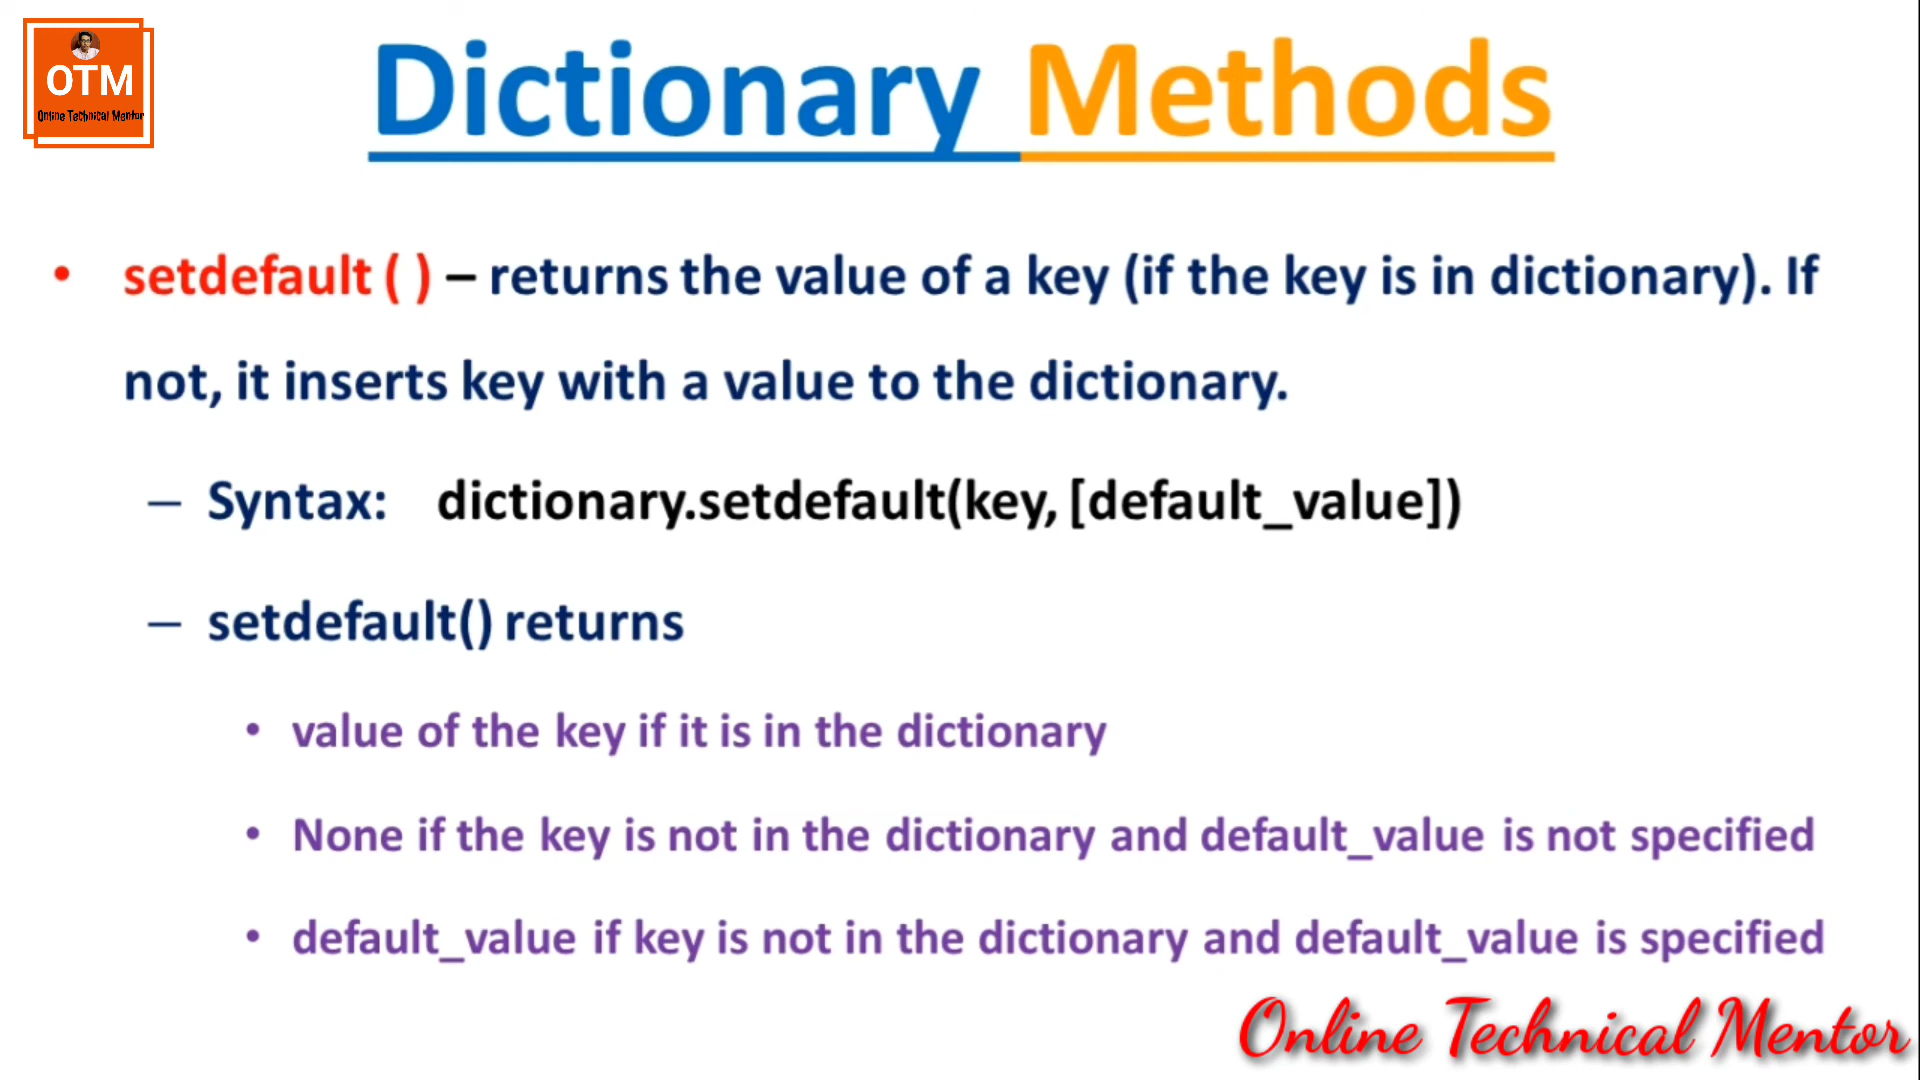 OTM
Online Technical Mentor
Dictionary Methods
• setdefault ( ) – returns the value of a key (if the key is in dictionary). If
not, it inserts key with a value to the dictionary.
– Syntax: dictionary.setdefault(key, [default_value])
– setdefault() returns
• value of the key if it is in the dictionary
• None if the key is not in the dictionary and default_value is not specified
• default_value if key is not in the dictionary and default_value is specified
Online Technical Mentor